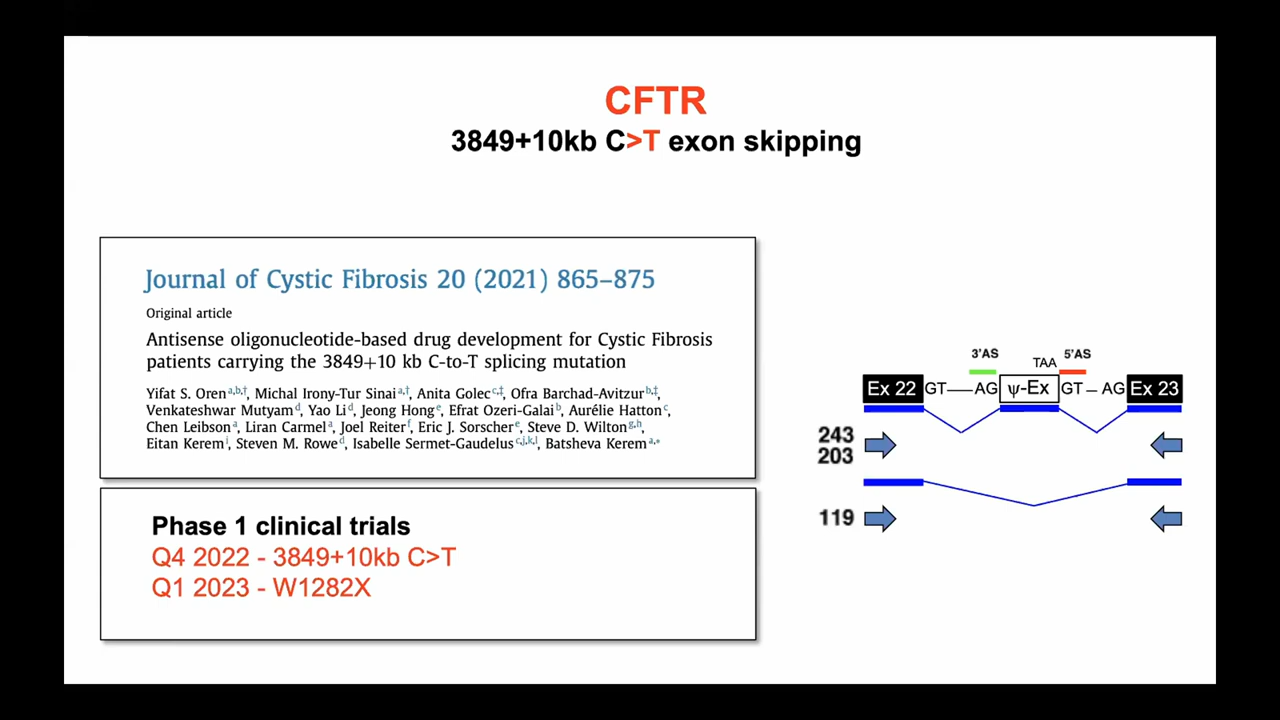 CFTR
3849+10kb C>T exon skipping
Journal of Cystic Fibrosis 20 (2021) 865–875
Original article
Antisense oligonucleotide-based drug development for Cystic Fibrosis
patients carrying the 3849+10 kb C-to-T splicing mutation
Yifat S. Oren a,b,†, Michal Irony-Tur Sinai a,†, Anita Golec c,‡, Ofra Barchad-Avitzur b,‡,
Venkateshwar Mutyam d, Yao Li d, Jeong Hong e, Efrat Ozeri-Galai b, Aurélie Hatton c,
Chen Leibson a, Liran Carmel a, Joel Reiter f, Eric J. Sorscher e, Steve D. Wilton g,h,
Eitan Kerem i, Steven M. Rowe d, Isabelle Sermet-Gaudelus c,j,k,l, Batsheva Kerem a,*
Phase 1 clinical trials
Q4 2022 - 3849+10kb C>T
Q1 2023 - W1282X
3'AS TAA 5'AS
Ex 22 GT AG ψ-Ex GT AG Ex 23
243
203
119